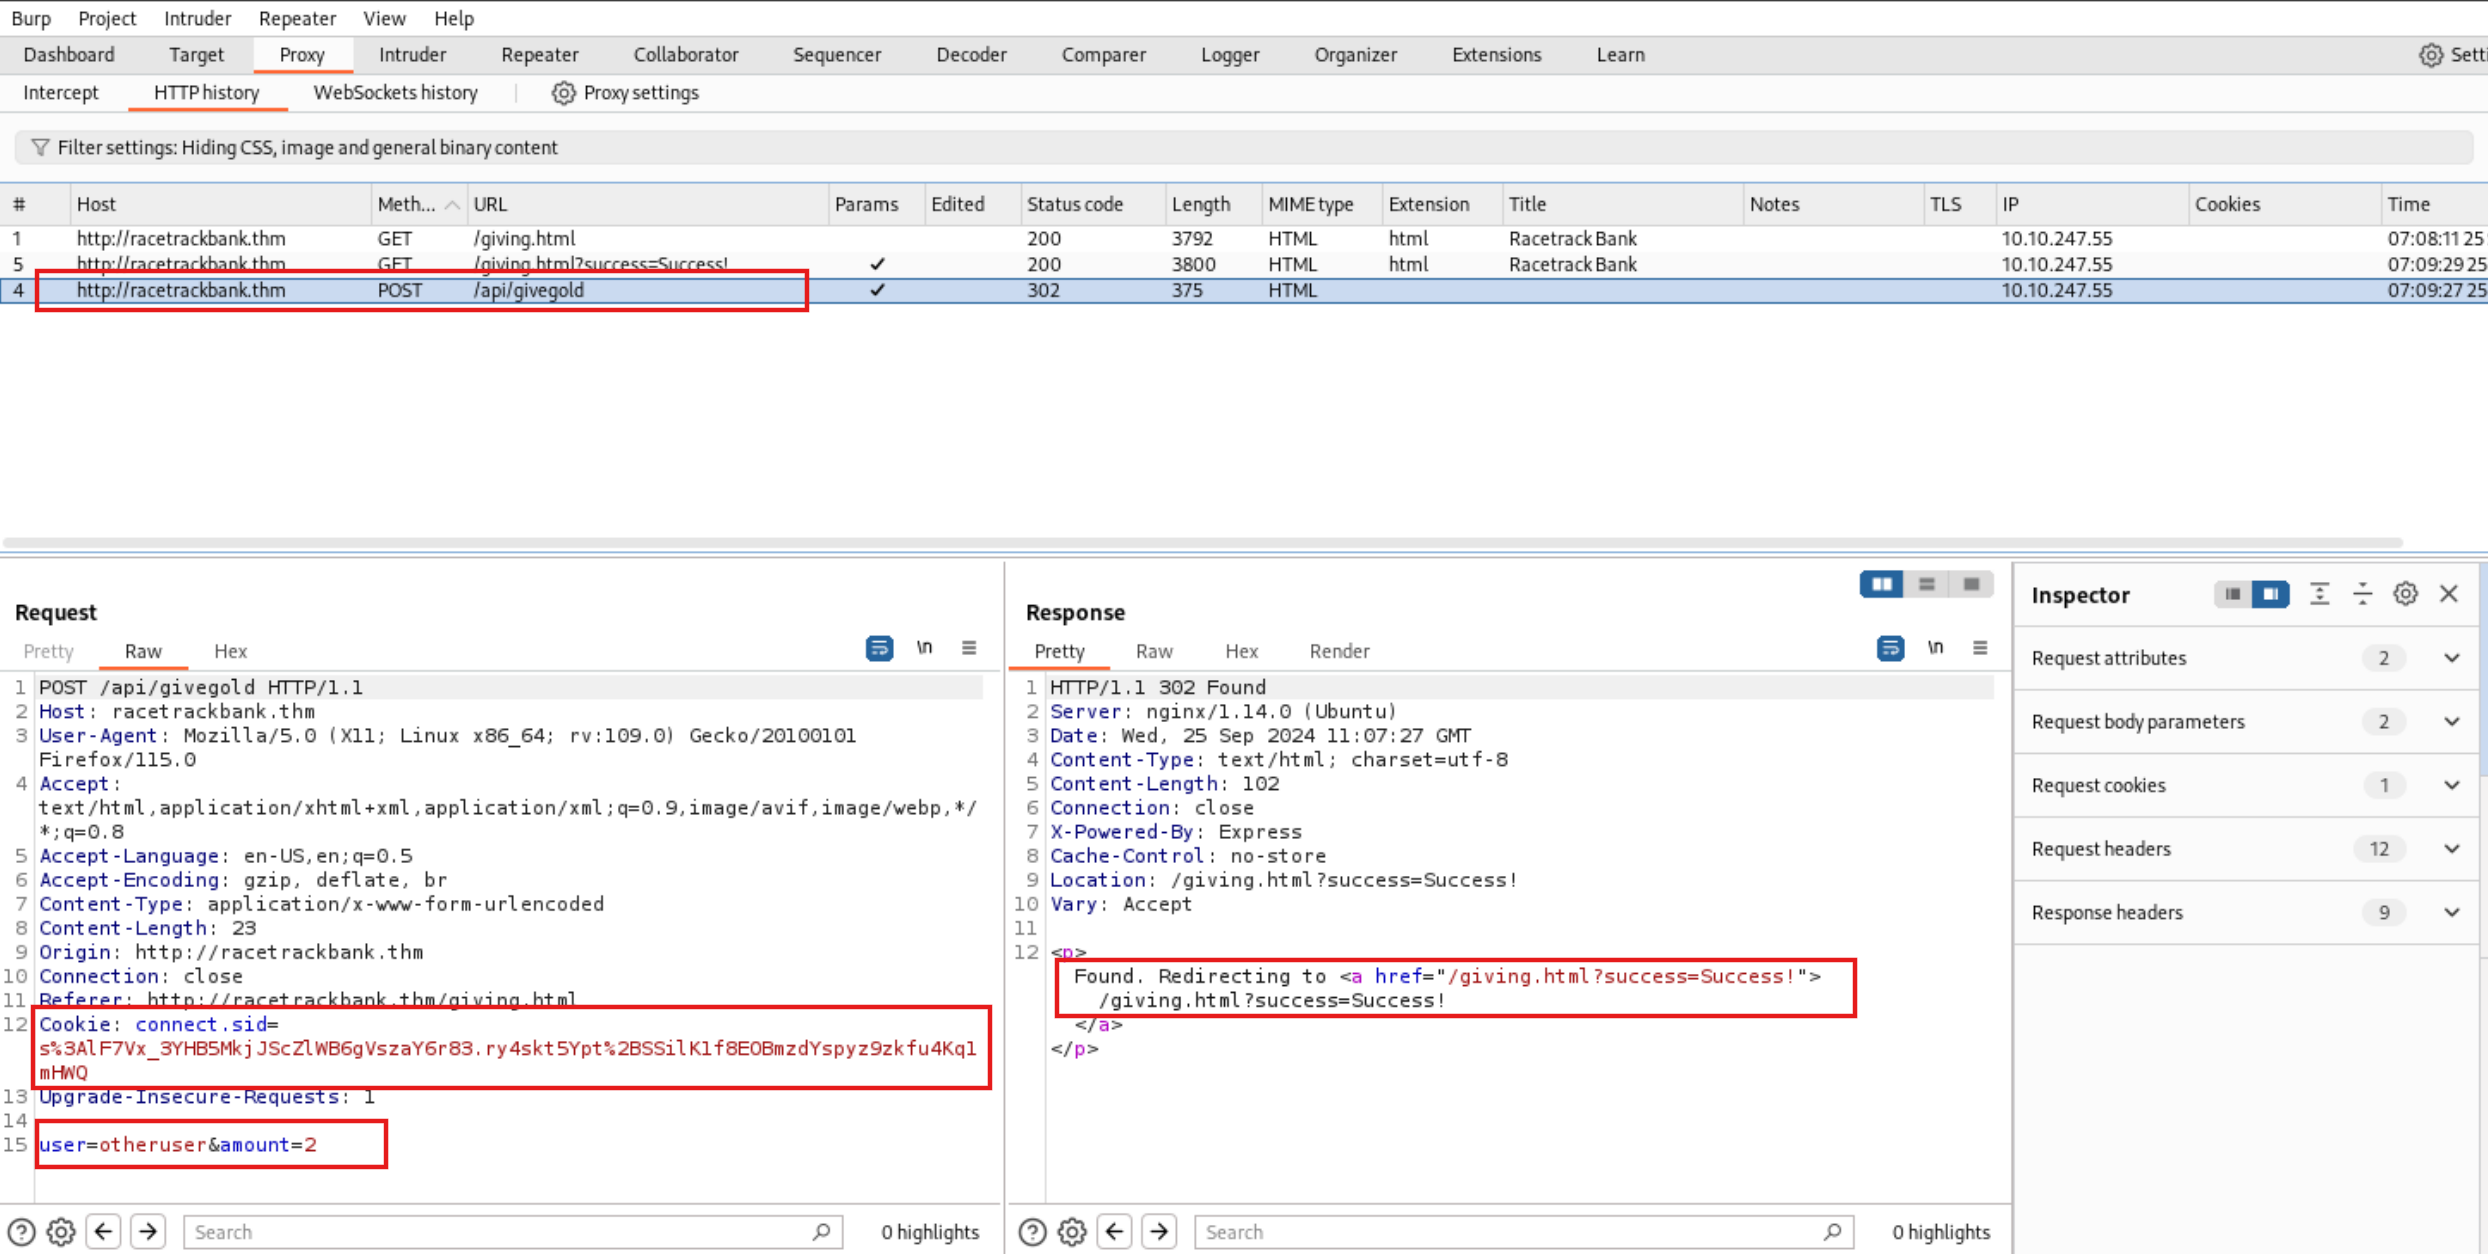 Burp Project Intruder Repeater View Help
Dashboard Target Proxy Intruder Repeater Collaborator Sequencer Decoder Comparer Logger Organizer Extensions Learn Setti
Intercept HTTP history WebSockets history Proxy settings
Filter settings: Hiding CSS, image and general binary content
# Host Meth... URL Params Edited Status code Length MIME type Extension Title Notes TLS IP Cookies Time
1 http://racetrackbank.thm GET /giving.html 200 3792 HTML html Racetrack Bank 10.10.247.55 07:08:11 25
5 http://racetrackbank.thm GET /giving.html?success=Success! ✓ 200 3800 HTML html Racetrack Bank 10.10.247.55 07:09:29 25
4 http://racetrackbank.thm POST /api/givegold ✓ 302 375 HTML 10.10.247.55 07:09:27 25
Request
Pretty Raw Hex \n
1 POST /api/givegold HTTP/1.1
2 Host: racetrackbank.thm
3 User-Agent: Mozilla/5.0 (X11; Linux x86_64; rv:109.0) Gecko/20100101
Firefox/115.0
4 Accept:
text/html,application/xhtml+xml,application/xml;q=0.9,image/avif,image/webp,*/
*;q=0.8
5 Accept-Language: en-US,en;q=0.5
6 Accept-Encoding: gzip, deflate, br
7 Content-Type: application/x-www-form-urlencoded
8 Content-Length: 23
9 Origin: http://racetrackbank.thm
10 Connection: close
11 Referer: http://racetrackbank.thm/giving.html
12 Cookie: connect.sid=
s%3AlF7Vx_3YHB5MkjJScZlWB6gVszaY6r83.ry4skt5Ypt%2BSSilK1f8EOBmzdYspyz9zkfu4Kq1
mHWQ
13 Upgrade-Insecure-Requests: 1
14
15 user=otheruser&amount=2
Search 0 highlights
Response
Pretty Raw Hex Render \n
1 HTTP/1.1 302 Found
2 Server: nginx/1.14.0 (Ubuntu)
3 Date: Wed, 25 Sep 2024 11:07:27 GMT
4 Content-Type: text/html; charset=utf-8
5 Content-Length: 102
6 Connection: close
7 X-Powered-By: Express
8 Cache-Control: no-store
9 Location: /giving.html?success=Success!
10 Vary: Accept
11
12 <p>
Found. Redirecting to <a href="/giving.html?success=Success!">
/giving.html?success=Success!
</a>
</p>
Search 0 highlights
Inspector
Request attributes 2
Request body parameters 2
Request cookies 1
Request headers 12
Response headers 9